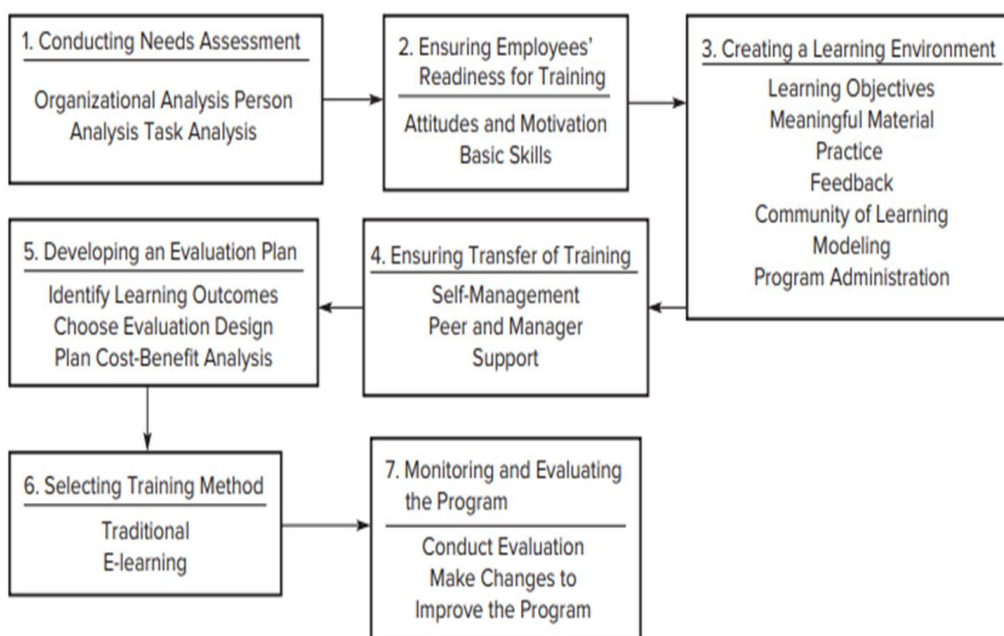 1. Conducting Needs Assessment
Organizational Analysis Person
Analysis Task Analysis
2. Ensuring Employees’
Readiness for Training
Attitudes and Motivation
Basic Skills
3. Creating a Learning Environment
Learning Objectives
Meaningful Material
Practice
Feedback
Community of Learning
Modeling
Program Administration
4. Ensuring Transfer of Training
Self-Management
Peer and Manager
Support
5. Developing an Evaluation Plan
Identify Learning Outcomes
Choose Evaluation Design
Plan Cost-Benefit Analysis
6. Selecting Training Method
Traditional
E-learning
7. Monitoring and Evaluating
the Program
Conduct Evaluation
Make Changes to
Improve the Program